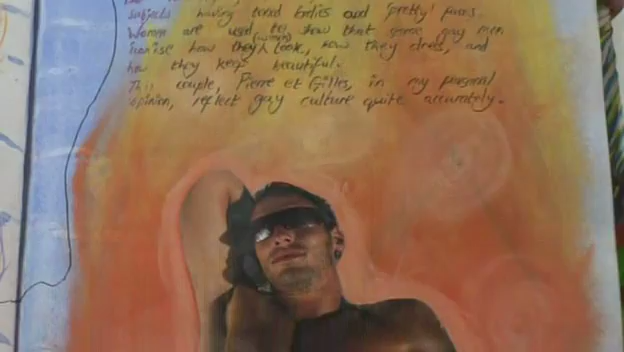 subjects having toned bodies and 'pretty' faces.
Women are used to show that some gay men
iconise how they (women) look, how they dress, and
how they keep beautiful.
This couple, Pierre et Gilles, in my personal
opinion, reflect gay culture quite accurately.